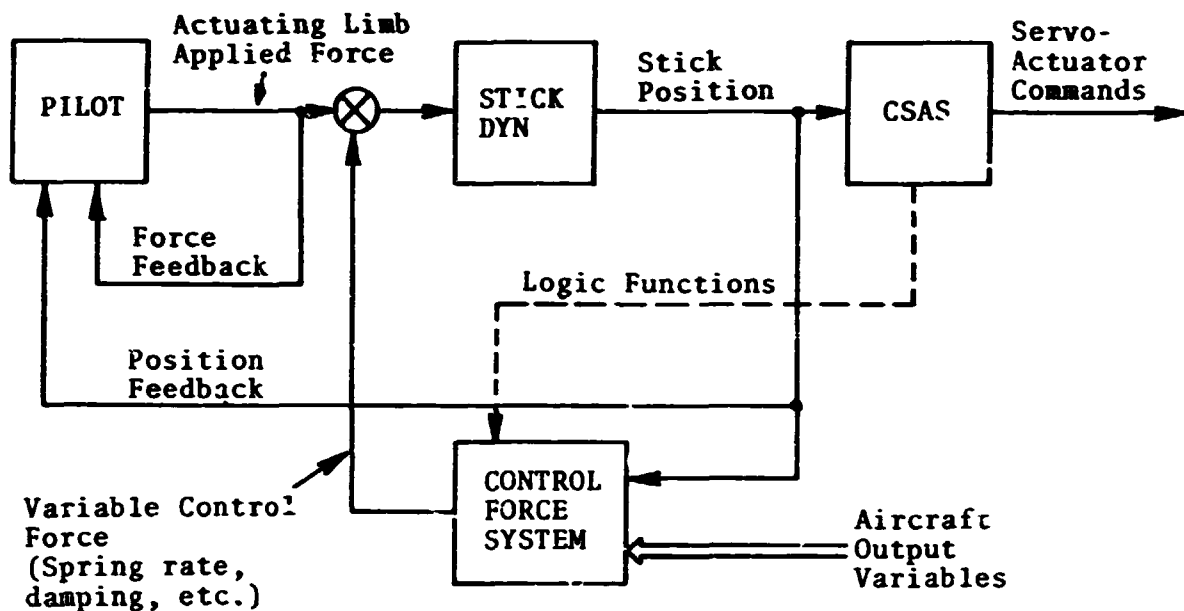 Actuating Limb
Applied Force
PILOT
STICK
DYN
Stick
Position
CSAS
Servo-
Actuator
Commands
Force
Feedback
Logic Functions
Position
Feedback
CONTROL
FORCE
SYSTEM
Variable Control
Force
(Spring rate,
damping, etc.)
Aircraft
Output
Variables